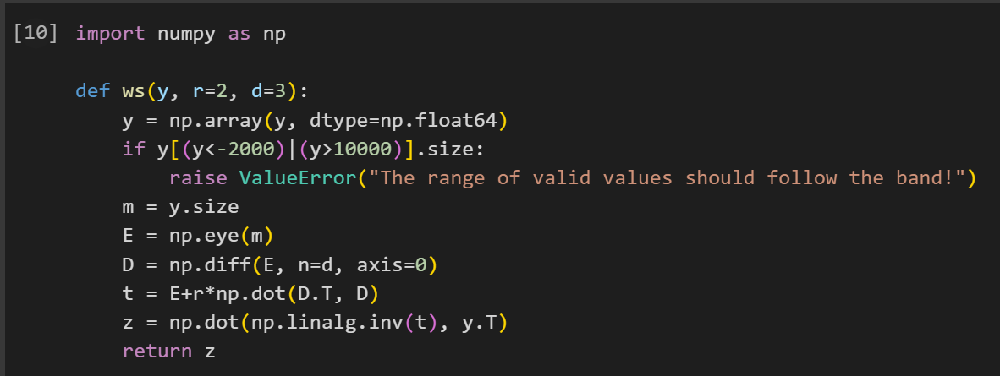 [10] import numpy as np
def ws(y, r=2, d=3):
    y = np.array(y, dtype=np.float64)
    if y[(y<-2000)|(y>10000)].size:
        raise ValueError("The range of valid values should follow the band!")
    m = y.size
    E = np.eye(m)
    D = np.diff(E, n=d, axis=0)
    t = E+r*np.dot(D.T, D)
    z = np.dot(np.linalg.inv(t), y.T)
    return z